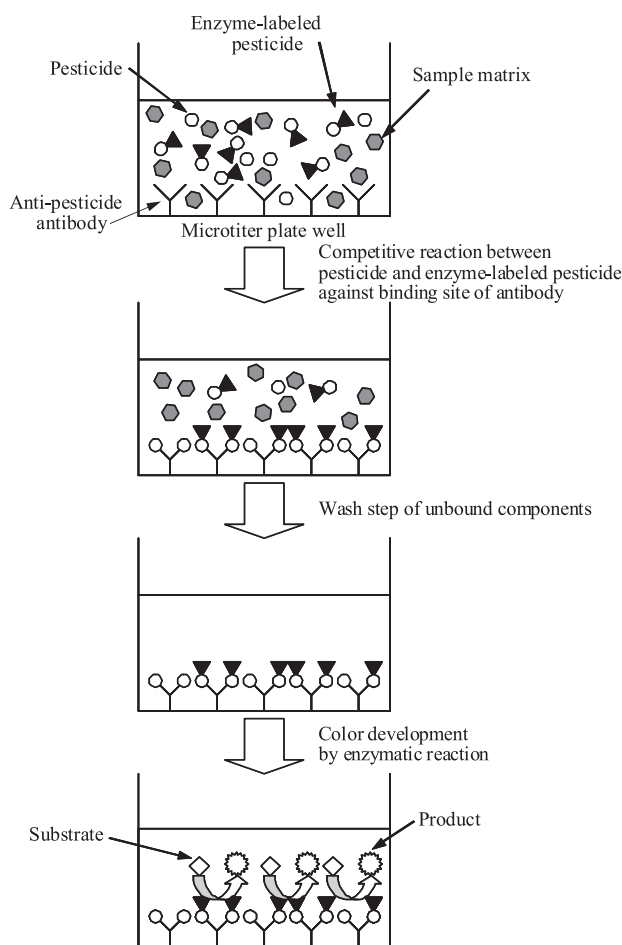 Enzyme-labeled
pesticide
Pesticide
Sample matrix
Anti-pesticide
antibody
Microtiter plate well
Competitive reaction between
pesticide and enzyme-labeled pesticide
against binding site of antibody
Wash step of unbound components
Color development
by enzymatic reaction
Substrate
Product